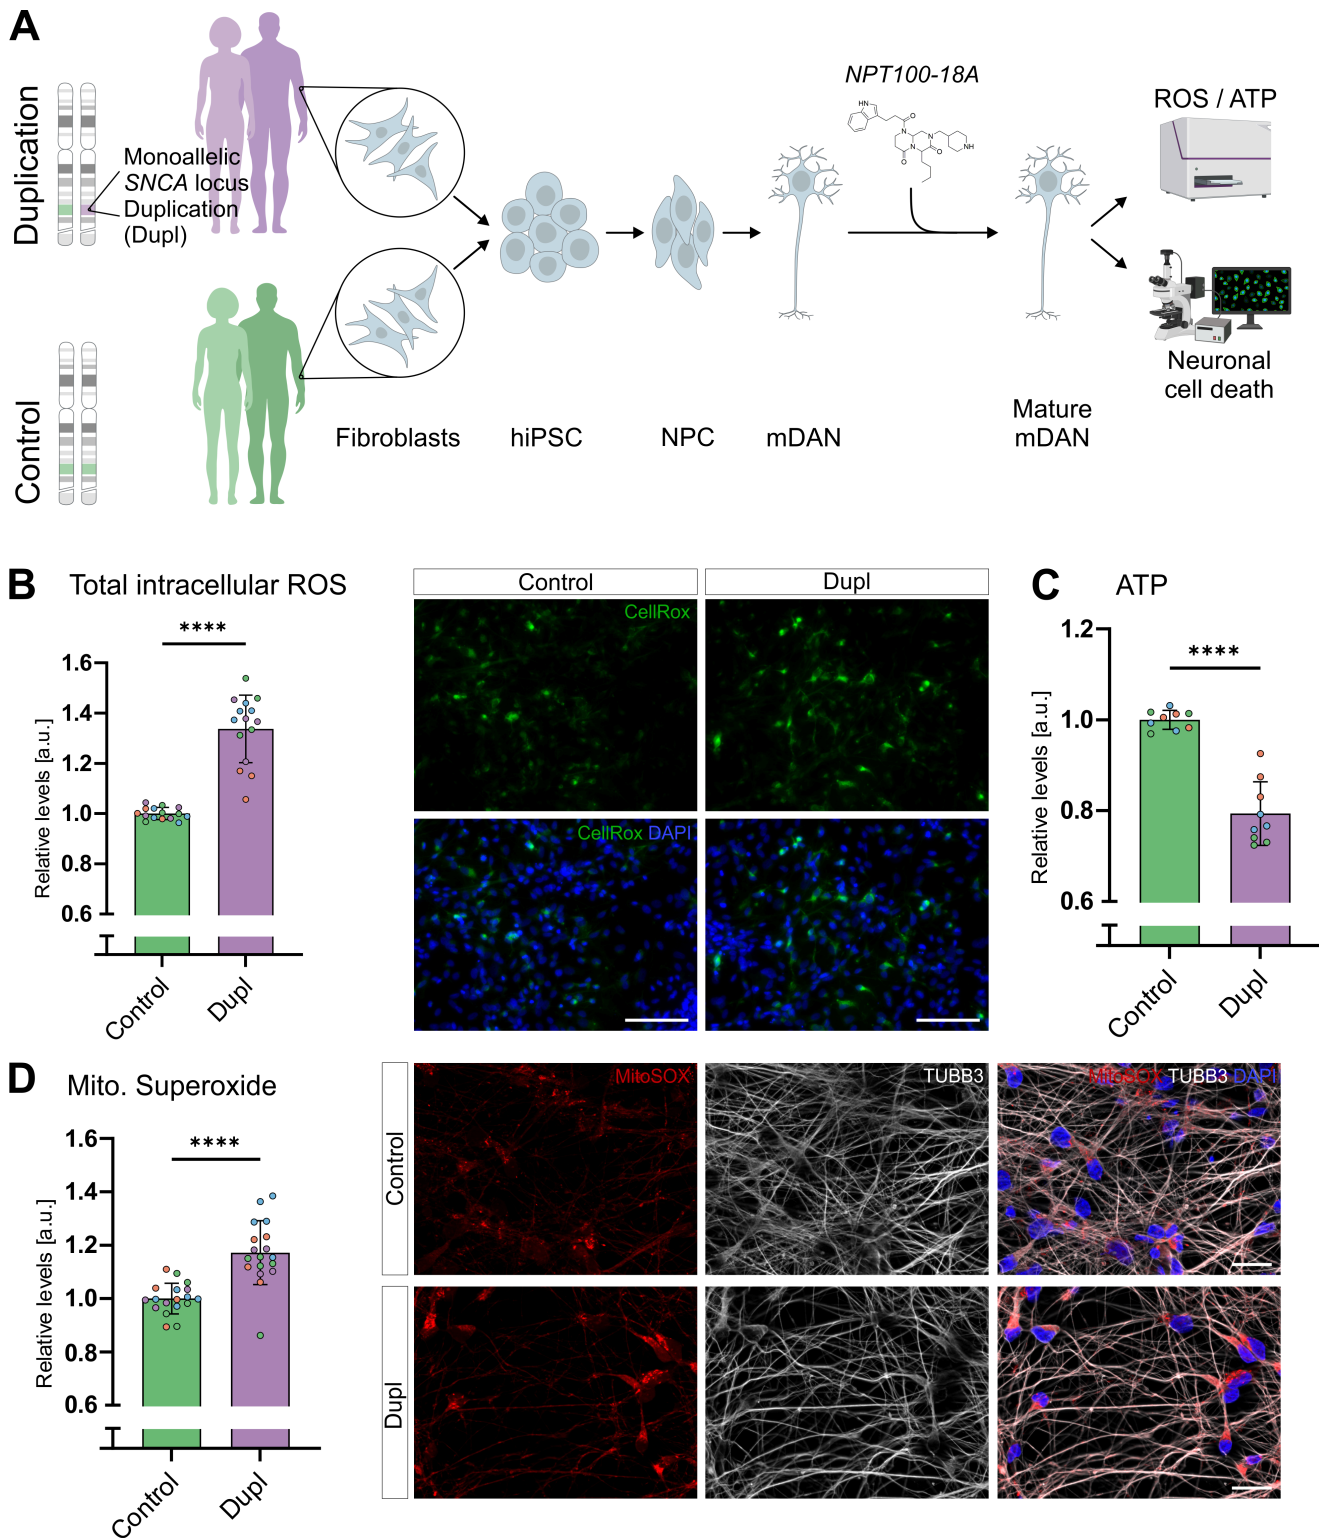 A
Duplication
Monoallelic
SNCA locus
Duplication
(Dupl)
NPT100-18A
HN
O
N
N
N
O
O
NH
ROS / ATP
Neuronal
cell death
Control
Fibroblasts
hiPSC
NPC
mDAN
Mature
mDAN
B
Total intracellular ROS
****
Relative levels [a.u.]
1.6
1.4
1.2
1.0
0.8
0.6
Control
Dupl
Control
Dupl
CellRox
CellRox DAPI
C
ATP
****
Relative levels [a.u.]
1.2
1.0
0.8
0.6
Control
Dupl
D
Mito. Superoxide
****
Relative levels [a.u.]
1.6
1.4
1.2
1.0
0.8
0.6
Control
Dupl
Control
MitoSOX
TUBB3
MitoSOX TUBB3 DAPI
Dupl